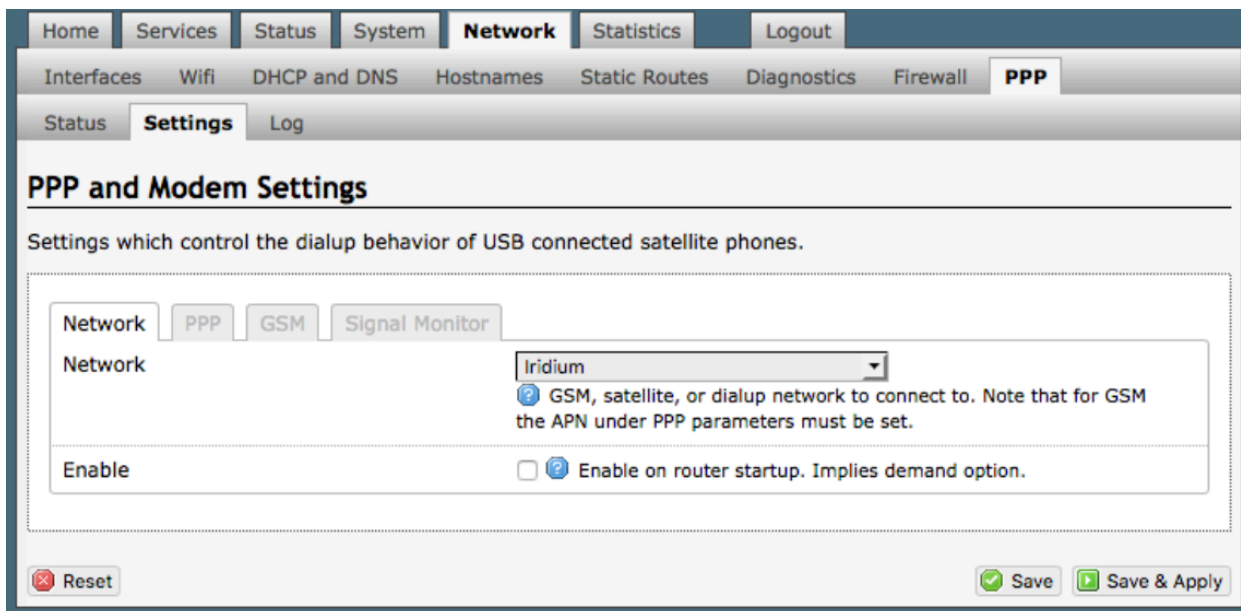 Home Services Status System Network Statistics Logout
Interfaces Wifi DHCP and DNS Hostnames Static Routes Diagnostics Firewall PPP
Status Settings Log
PPP and Modem Settings
Settings which control the dialup behavior of USB connected satellite phones.
Network PPP GSM Signal Monitor
Network Iridium
GSM, satellite, or dialup network to connect to. Note that for GSM
the APN under PPP parameters must be set.
Enable Enable on router startup. Implies demand option.
Reset Save Save & Apply